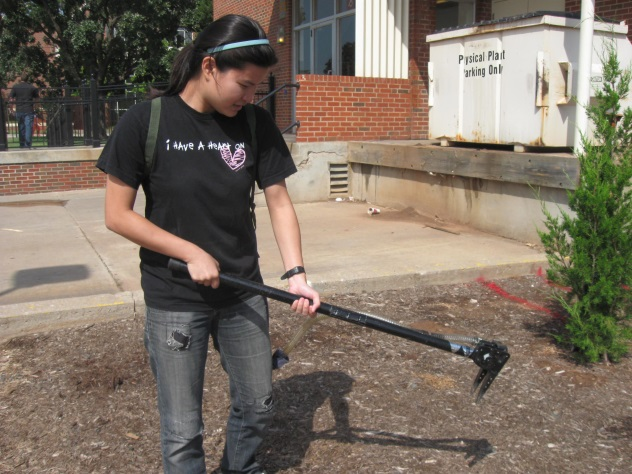 Physical Plant
Parking Only
i HAVE A HEART ON